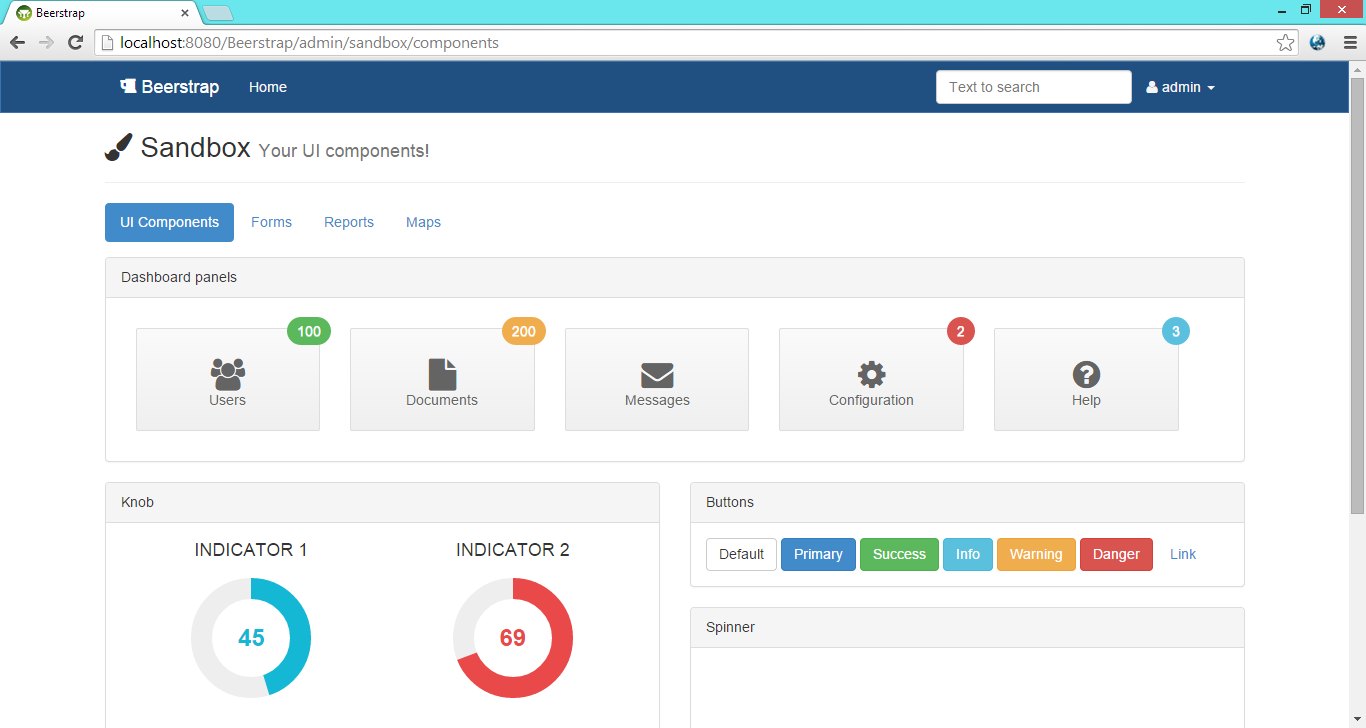 Beerstrap
localhost:8080/Beerstrap/admin/sandbox/components
Beerstrap Home Text to search admin
Sandbox Your UI components!
UI Components Forms Reports Maps
Dashboard panels
100 200 2 3
Users Documents Messages Configuration Help
Knob
INDICATOR 1 INDICATOR 2
45 69
Buttons
Default Primary Success Info Warning Danger Link
Spinner